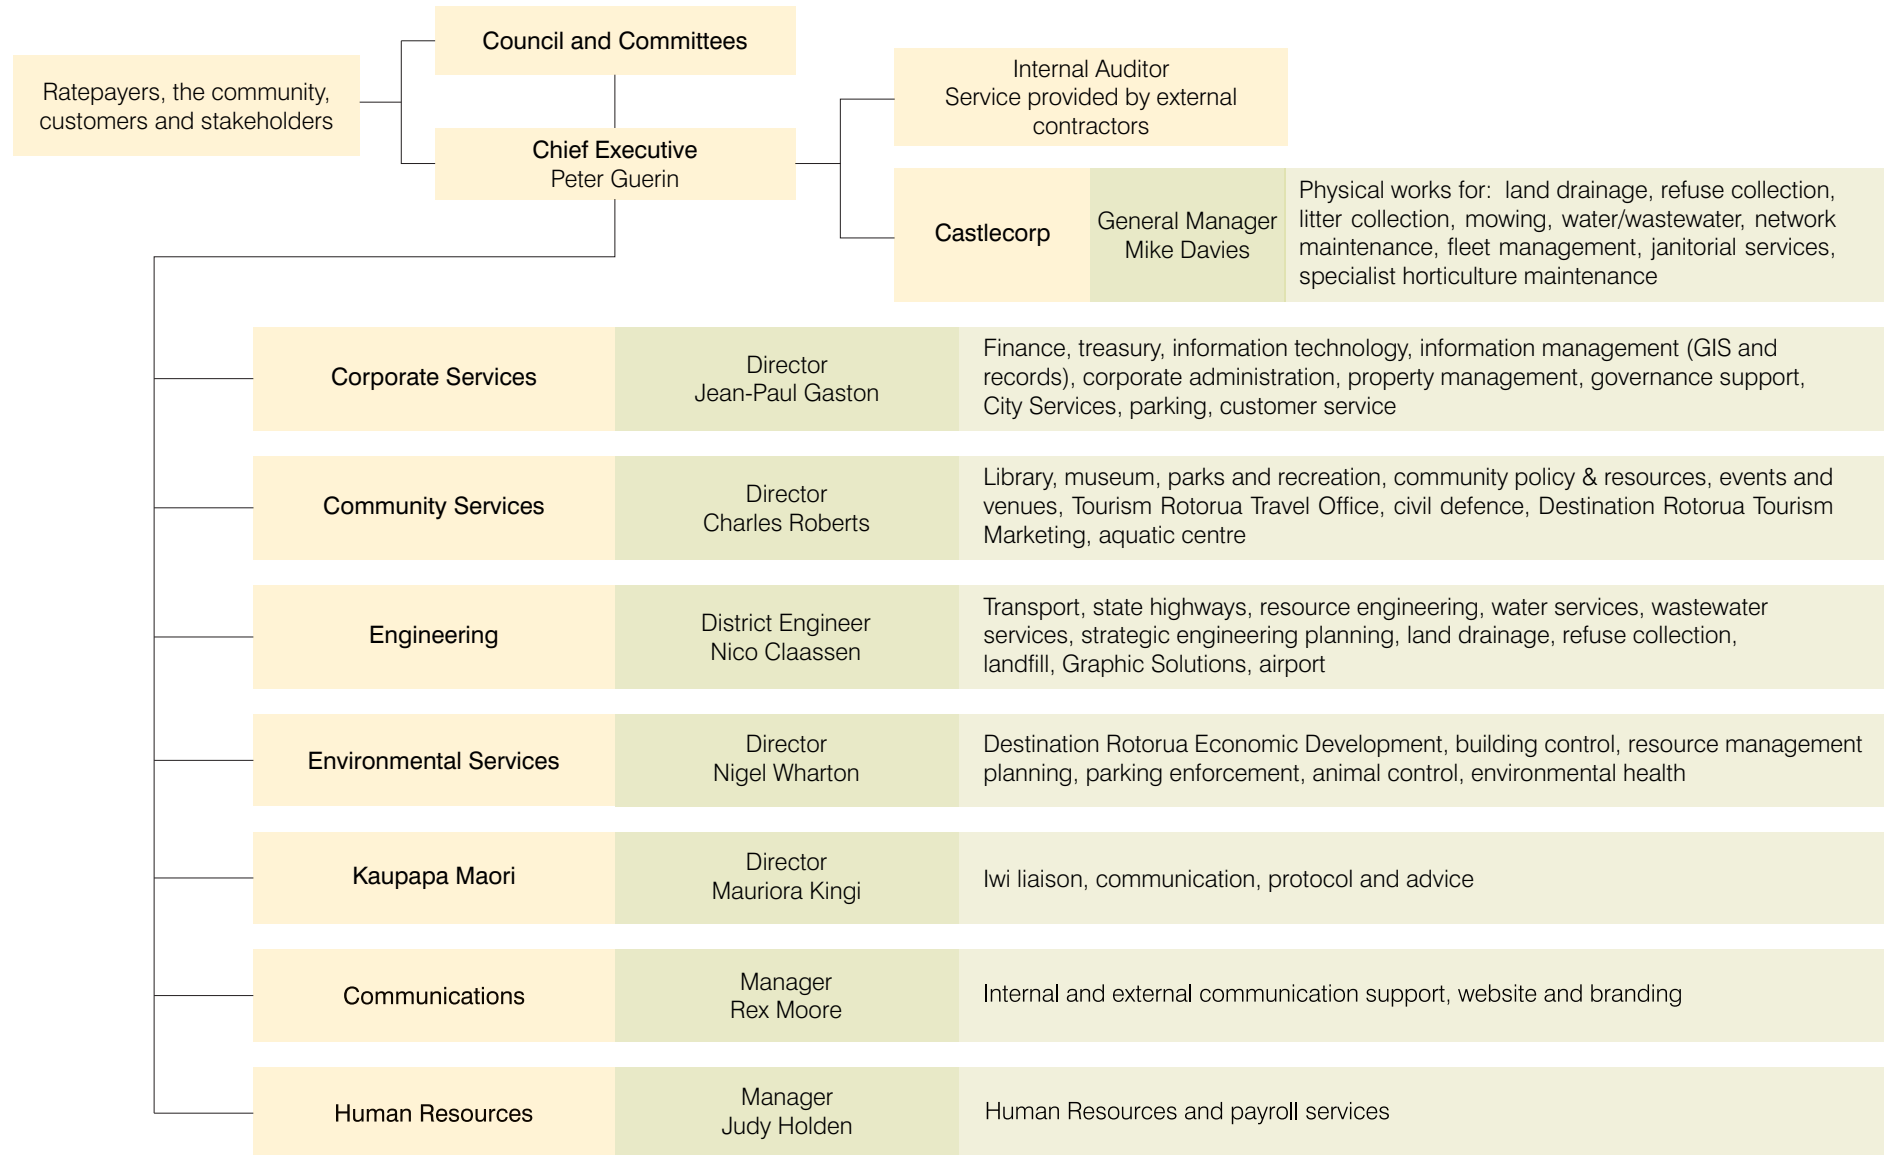 Council and Committees
Ratepayers, the community,
customers and stakeholders
Chief Executive
Peter Guerin
Internal Auditor
Service provided by external
contractors
Castlecorp
General Manager
Mike Davies
Physical works for: land drainage, refuse collection,
litter collection, mowing, water/wastewater, network
maintenance, fleet management, janitorial services,
specialist horticulture maintenance
Corporate Services
Director
Jean-Paul Gaston
Finance, treasury, information technology, information management (GIS and
records), corporate administration, property management, governance support,
City Services, parking, customer service
Community Services
Director
Charles Roberts
Library, museum, parks and recreation, community policy & resources, events and
venues, Tourism Rotorua Travel Office, civil defence, Destination Rotorua Tourism
Marketing, aquatic centre
Engineering
District Engineer
Nico Claassen
Transport, state highways, resource engineering, water services, wastewater
services, strategic engineering planning, land drainage, refuse collection,
landfill, Graphic Solutions, airport
Environmental Services
Director
Nigel Wharton
Destination Rotorua Economic Development, building control, resource management
planning, parking enforcement, animal control, environmental health
Kaupapa Maori
Director
Mauriora Kingi
Iwi liaison, communication, protocol and advice
Communications
Manager
Rex Moore
Internal and external communication support, website and branding
Human Resources
Manager
Judy Holden
Human Resources and payroll services